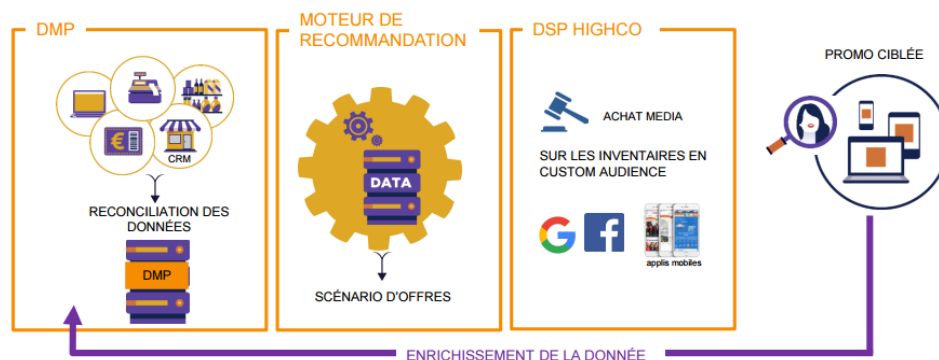 DMP
CRM
RECONCILIATION DES
DONNÉES
DMP
MOTEUR DE
RECOMMANDATION
DATA
SCÉNARIO D'OFFRES
DSP HIGHCO
ACHAT MEDIA
SUR LES INVENTAIRES EN
CUSTOM AUDIENCE
applis mobiles
PROMO CIBLÉE
ENRICHISSEMENT DE LA DONNÉE